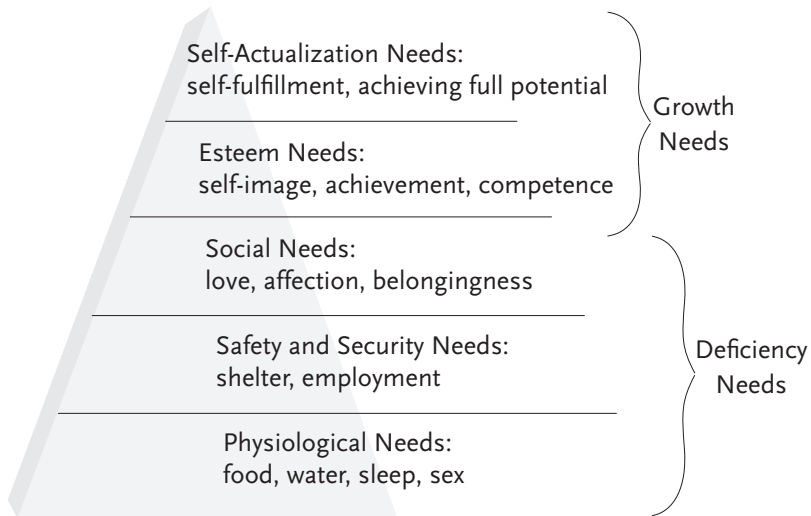 Self-Actualization Needs:
self-fulfillment, achieving full potential
Growth
Needs
Esteem Needs:
self-image, achievement, competence
Social Needs:
love, affection, belongingness
Safety and Security Needs:
shelter, employment
Deficiency
Needs
Physiological Needs:
food, water, sleep, sex